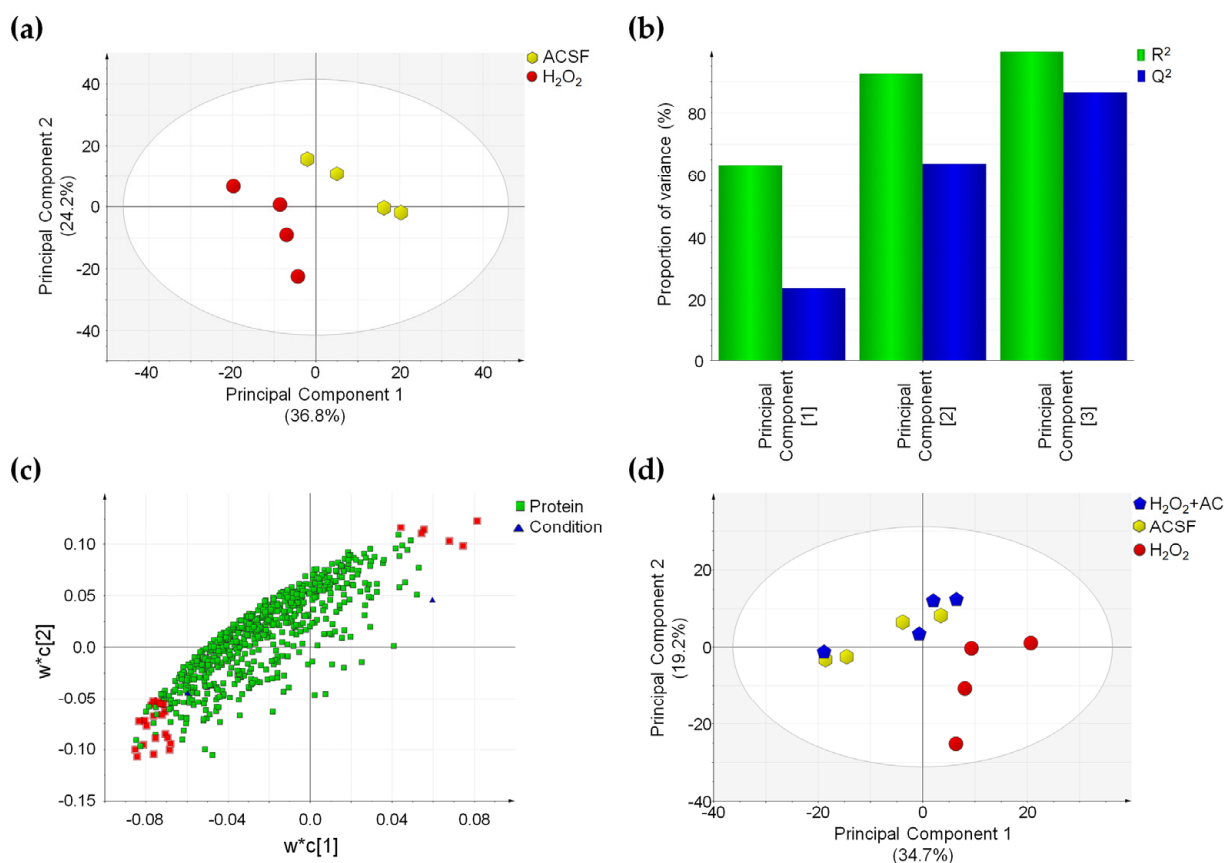 (a)
ACSF
H₂O₂
40
20
0
-20
-40
-40 -20 0 20 40
Principal Component 2
(24.2%)
Principal Component 1
(36.8%)
(b)
R²
Q²
Proportion of variance (%)
80
60
40
20
0
Principal
Component
[1]
Principal
Component
[2]
Principal
Component
[3]
(c)
Protein
Condition
0.10
0.05
0.0
-0.05
-0.10
-0.15
-0.08 -0.04 0.0 0.04 0.08
w*c[2]
w*c[1]
(d)
H₂O₂+AC
ACSF
H₂O₂
20
0
-20
-40
-40 -20 0 20
Principal Component 2
(19.2%)
Principal Component 1
(34.7%)